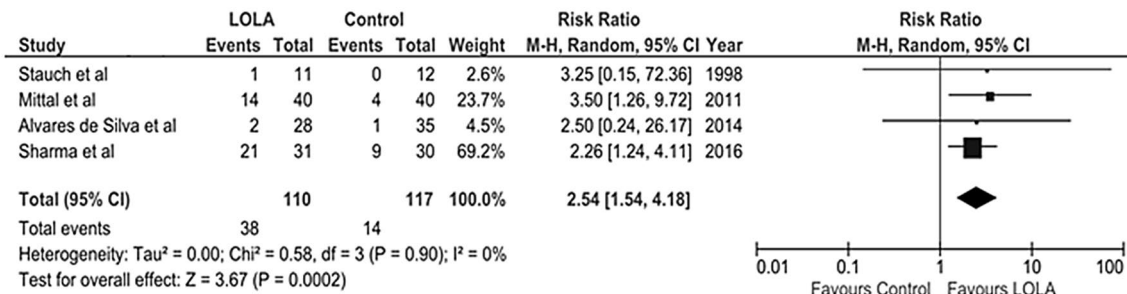 LOLA Control Risk Ratio Risk Ratio
Study Events Total Events Total Weight M-H, Random, 95% CI Year M-H, Random, 95% CI
Stauch et al 1 11 0 12 2.6% 3.25 [0.15, 72.36] 1998
Mittal et al 14 40 4 40 23.7% 3.50 [1.26, 9.72] 2011
Alvares de Silva et al 2 28 1 35 4.5% 2.50 [0.24, 26.17] 2014
Sharma et al 21 31 9 30 69.2% 2.26 [1.24, 4.11] 2016
Total (95% CI) 110 117 100.0% 2.54 [1.54, 4.18]
Total events 38 14
Heterogeneity: Tau² = 0.00; Chi² = 0.58, df = 3 (P = 0.90); I² = 0%
Test for overall effect: Z = 3.67 (P = 0.0002)
0.01 0.1 1 10 100
Favours Control Favours LOLA